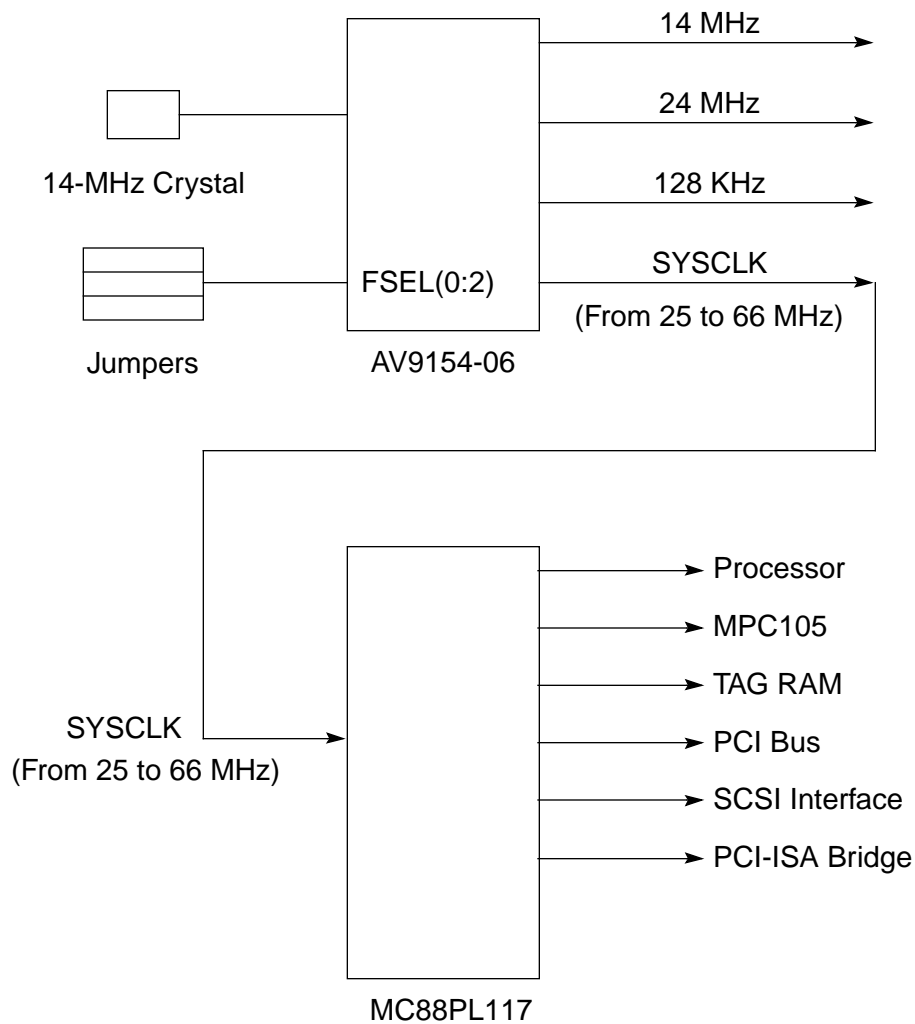 14 MHz
24 MHz
14-MHz Crystal
128 KHz
SYSCLK
FSEL(0:2)
(From 25 to 66 MHz)
Jumpers
AV9154-06
Processor
MPC105
TAG RAM
SYSCLK
PCI Bus
(From 25 to 66 MHz)
SCSI Interface
PCI-ISA Bridge
MC88PL117